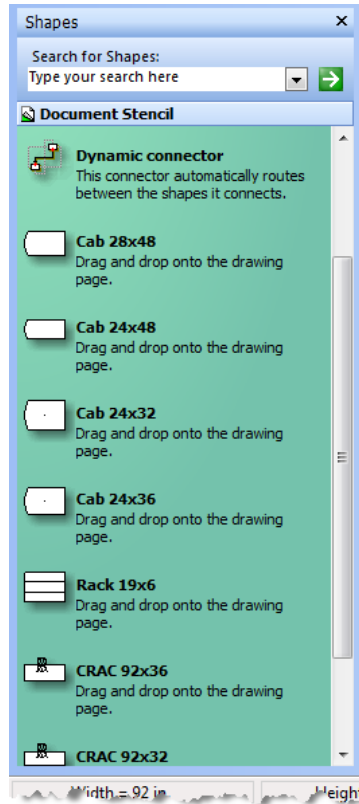 Shapes
Search for Shapes:
Type your search here
Document Stencil
Dynamic connector
This connector automatically routes
between the shapes it connects.
Cab 28x48
Drag and drop onto the drawing
page.
Cab 24x48
Drag and drop onto the drawing
page.
Cab 24x32
Drag and drop onto the drawing
page.
Cab 24x36
Drag and drop onto the drawing
page.
Rack 19x6
Drag and drop onto the drawing
page.
CRAC 92x36
Drag and drop onto the drawing
page.
CRAC 92x32
Width = 92 in
Heigh